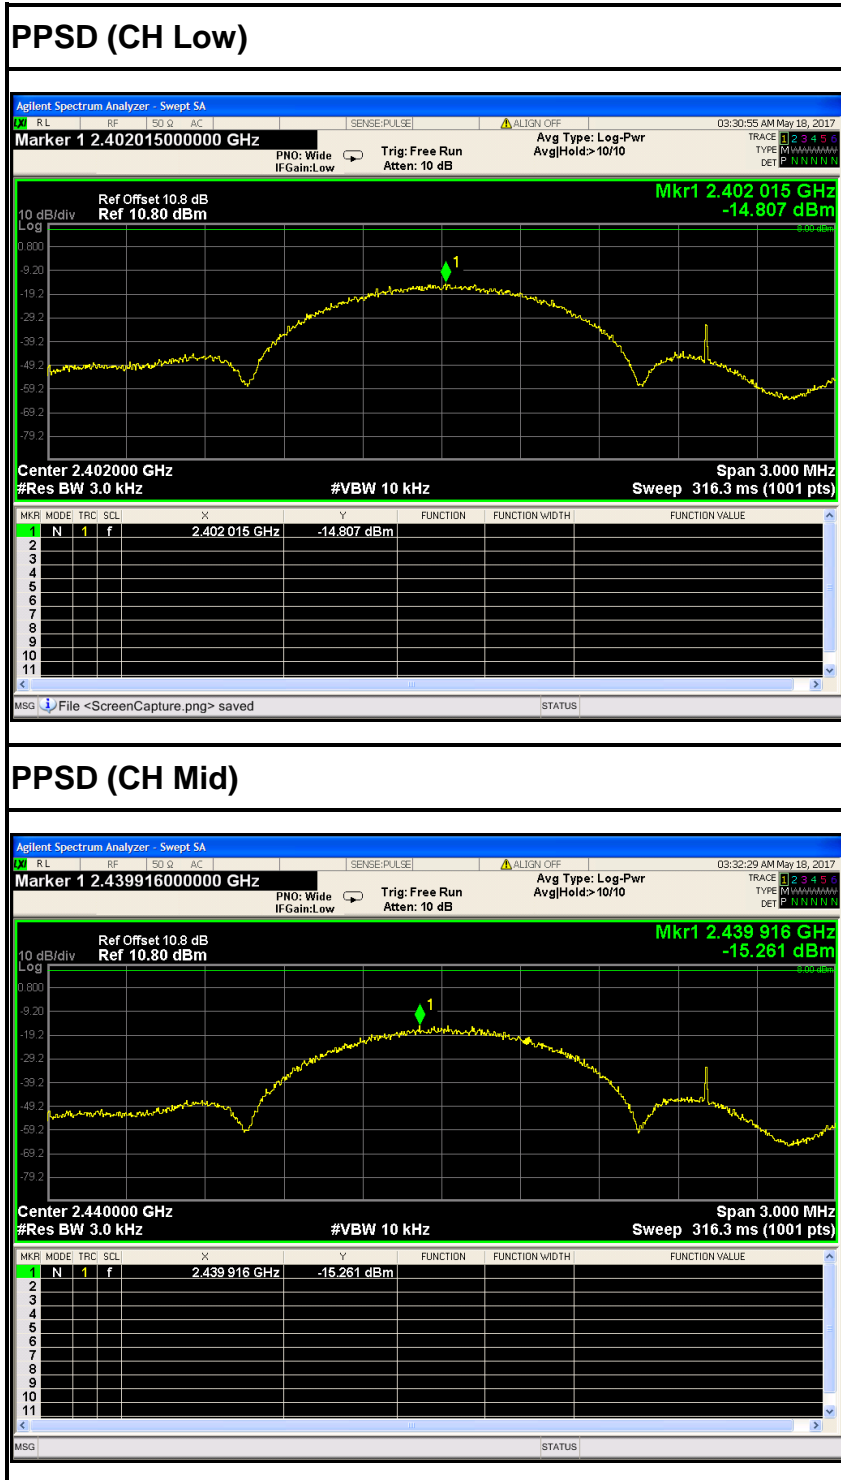 PPSD (CH Low)
Agilent Spectrum Analyzer - Swept SA
LXI RL RF 50 Ω AC SENSE:PULSE ALIGN OFF 03:30:55 AM May 18, 2017
Marker 1 2.402015000000 GHz
PNO: Wide
IFGain:Low
Trig: Free Run
Atten: 10 dB
Avg Type: Log-Pwr
Avg|Hold:>10/10
TRACE 1 2 3 4 5 6
TYPE M
DET P N N N N N
Mkr1 2.402 015 GHz
-14.807 dBm
Ref Offset 10.8 dB
10 dB/div Ref 10.80 dBm
Log
8.00 dBm
0.800
-9.20
-19.2
-29.2
-39.2
-49.2
-59.2
-69.2
-79.2
1
Center 2.402000 GHz Span 3.000 MHz
#Res BW 3.0 kHz #VBW 10 kHz Sweep 316.3 ms (1001 pts)
MKR MODE TRC SCL X Y FUNCTION FUNCTION WIDTH FUNCTION VALUE
1 N 1 f 2.402 015 GHz -14.807 dBm
2
3
4
5
6
7
8
9
10
11
MSG File <ScreenCapture.png> saved STATUS
PPSD (CH Mid)
Agilent Spectrum Analyzer - Swept SA
LXI RL RF 50 Ω AC SENSE:PULSE ALIGN OFF 03:32:29 AM May 18, 2017
Marker 1 2.439916000000 GHz
PNO: Wide
IFGain:Low
Trig: Free Run
Atten: 10 dB
Avg Type: Log-Pwr
Avg|Hold:>10/10
TRACE 1 2 3 4 5 6
TYPE M
DET P N N N N N
Mkr1 2.439 916 GHz
-15.261 dBm
Ref Offset 10.8 dB
10 dB/div Ref 10.80 dBm
Log
8.00 dBm
0.800
-9.20
-19.2
-29.2
-39.2
-49.2
-59.2
-69.2
-79.2
1
Center 2.440000 GHz Span 3.000 MHz
#Res BW 3.0 kHz #VBW 10 kHz Sweep 316.3 ms (1001 pts)
MKR MODE TRC SCL X Y FUNCTION FUNCTION WIDTH FUNCTION VALUE
1 N 1 f 2.439 916 GHz -15.261 dBm
2
3
4
5
6
7
8
9
10
11
MSG STATUS